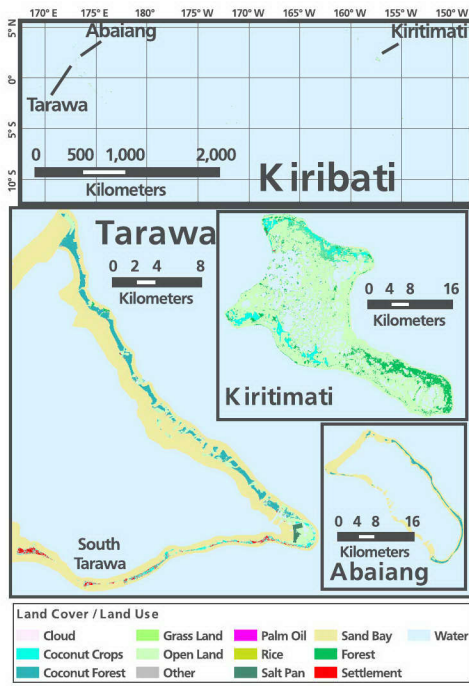 170°E 175°E 180° 170°W 165°W 160°W 155°W 150°W
5°N
Abaiang
Kiritimati
0°
Tarawa
5°S
0 500 1,000 2,000
Kilometers
Kiribati
10°S
Tarawa
0 2 4 8
Kilometers
0 4 8 16
Kilometers
Kiritimati
0 4 8 16
Kilometers
Abaiang
South
Tarawa
Land Cover / Land Use
Cloud Grass Land Palm Oil Sand Bay Water
Coconut Crops Open Land Rice Forest
Coconut Forest Other Salt Pan Settlement